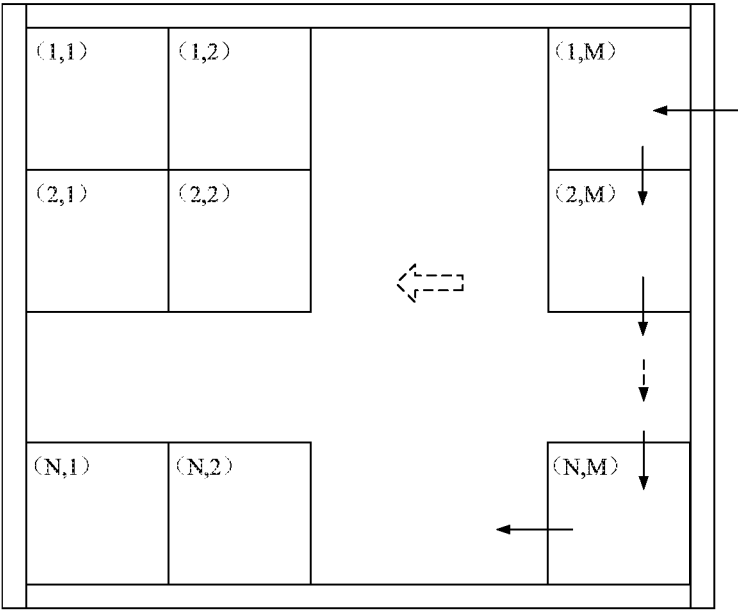 （1,1） （1,2） （1,M）
（2,1） （2,2） （2,M）
（N,1） （N,2） （N,M）